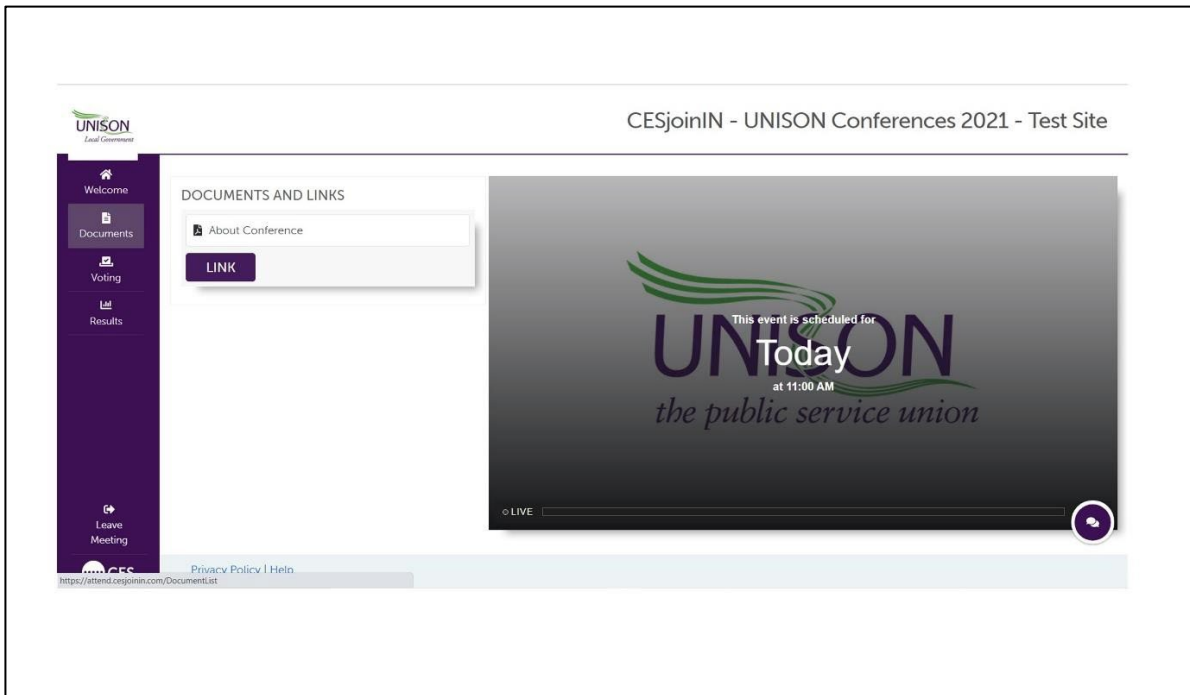 UNISON
Local Government
CESjoinIN - UNISON Conferences 2021 - Test Site
Welcome
Documents
Voting
Results
Leave
Meeting
CES
DOCUMENTS AND LINKS
About Conference
LINK
UNISON
the public service union
This event is scheduled for
Today
at 11:00 AM
LIVE
Privacy Policy | Help
https://attend.cesjoinin.com/DocumentList